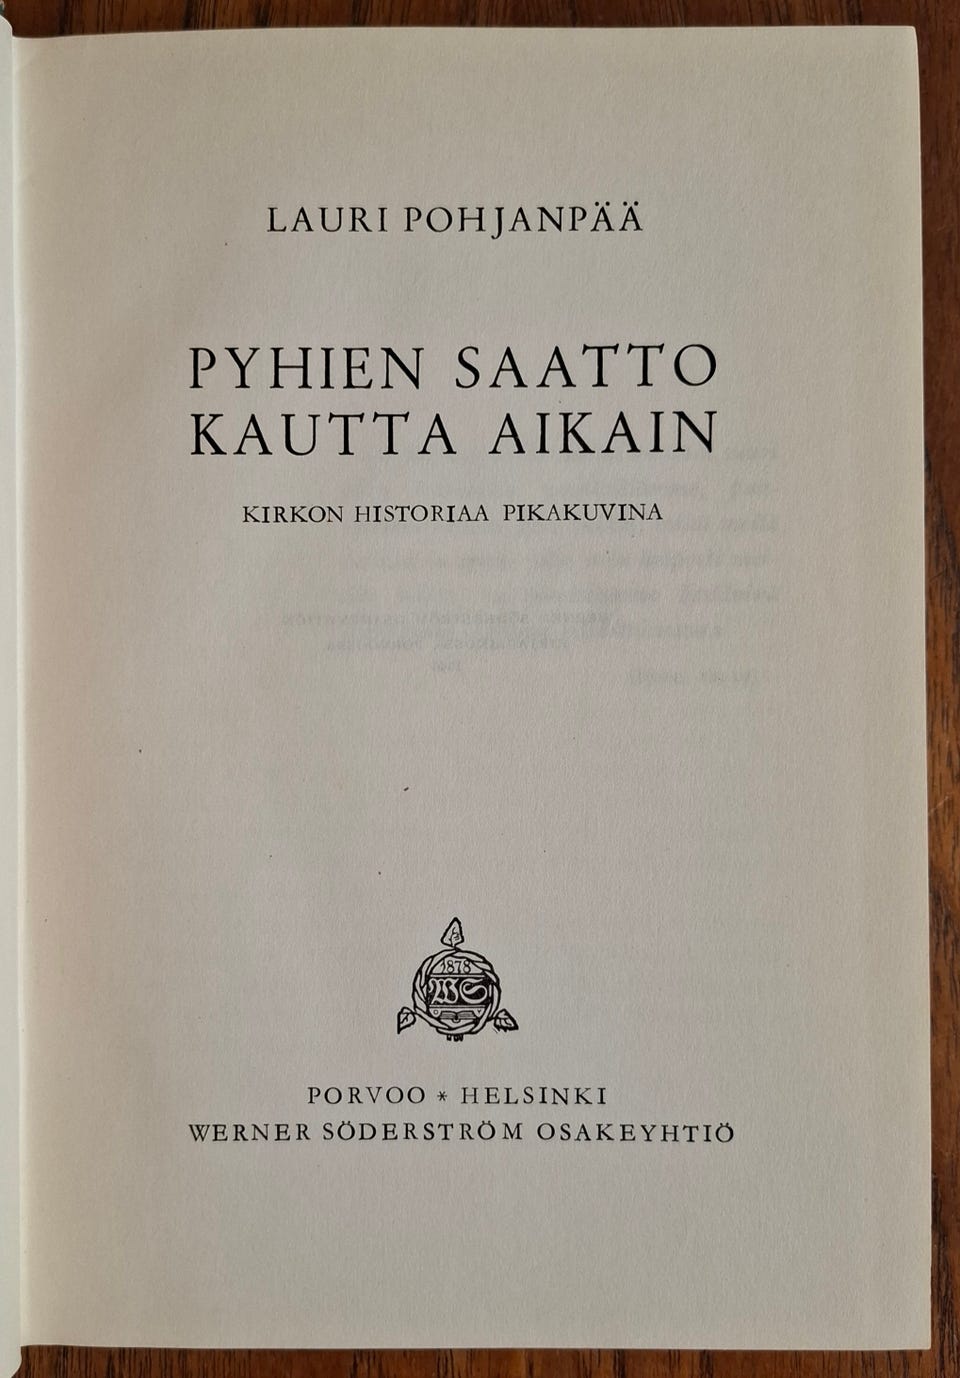 LAURI POHJANPÄÄ
PYHIEN SAATTO
KAUTTA AIKAIN
KIRKON HISTORIAA PIKAKUVINA
1878
WS
PORVOO * HELSINKI
WERNER SÖDERSTRÖM OSAKEYHTIÖ